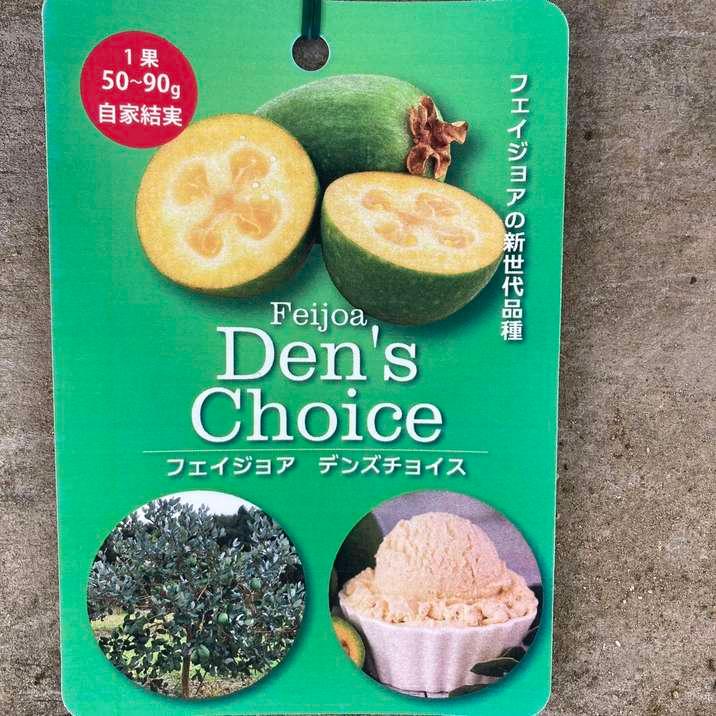 1果
50~90g
自家結実
フェイジョアの新世代品種
Feijoa
Den's
Choice
フェイジョア デンズチョイス